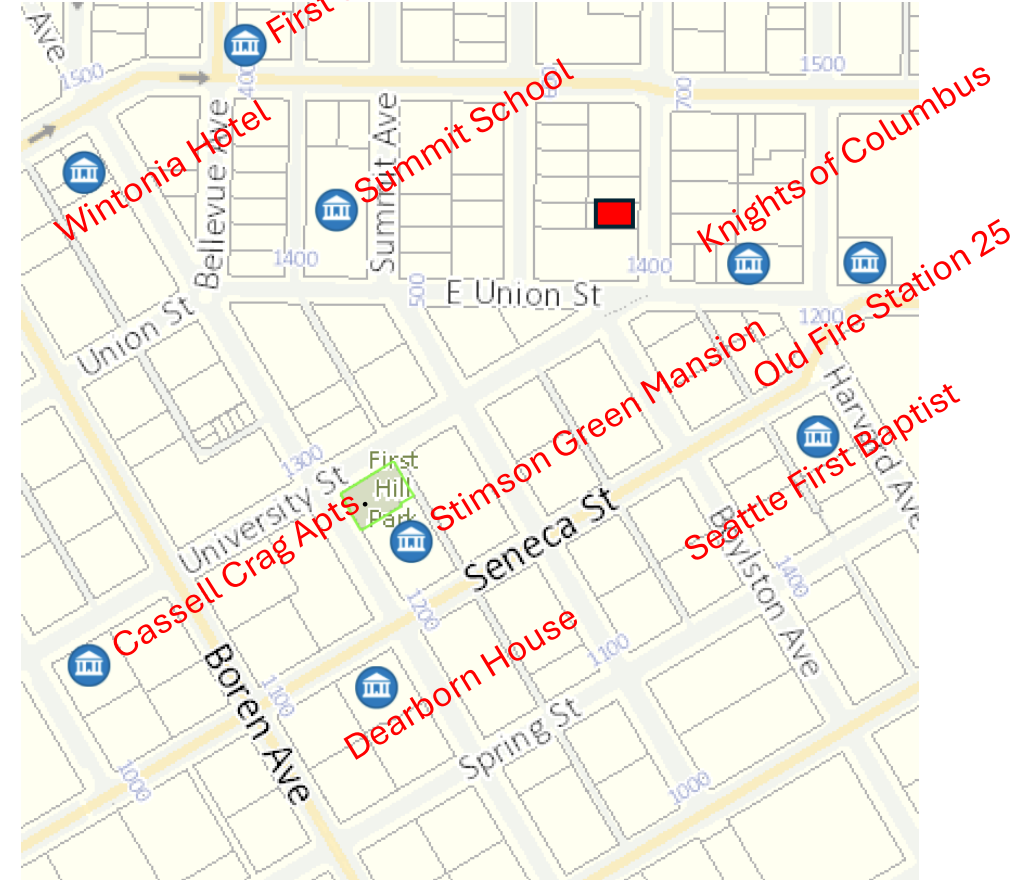 Ave
First
1500
400
1500
700
Wintonia Hotel
Bellevue Ave
Summit Ave
Summit School
Knights of Columbus
1400
500
E Union St
1400
1200
Old Fire Station 25
Union St
Harvard Ave
Stimson Green Mansion
1300
First
Hill
Park
University St
Cassell Crag Apts.
Seneca St
Seattle First Baptist
Boylston Ave
1400
1200
Dearborn House
1100
Boren Ave
1100
Spring St
1000
1000